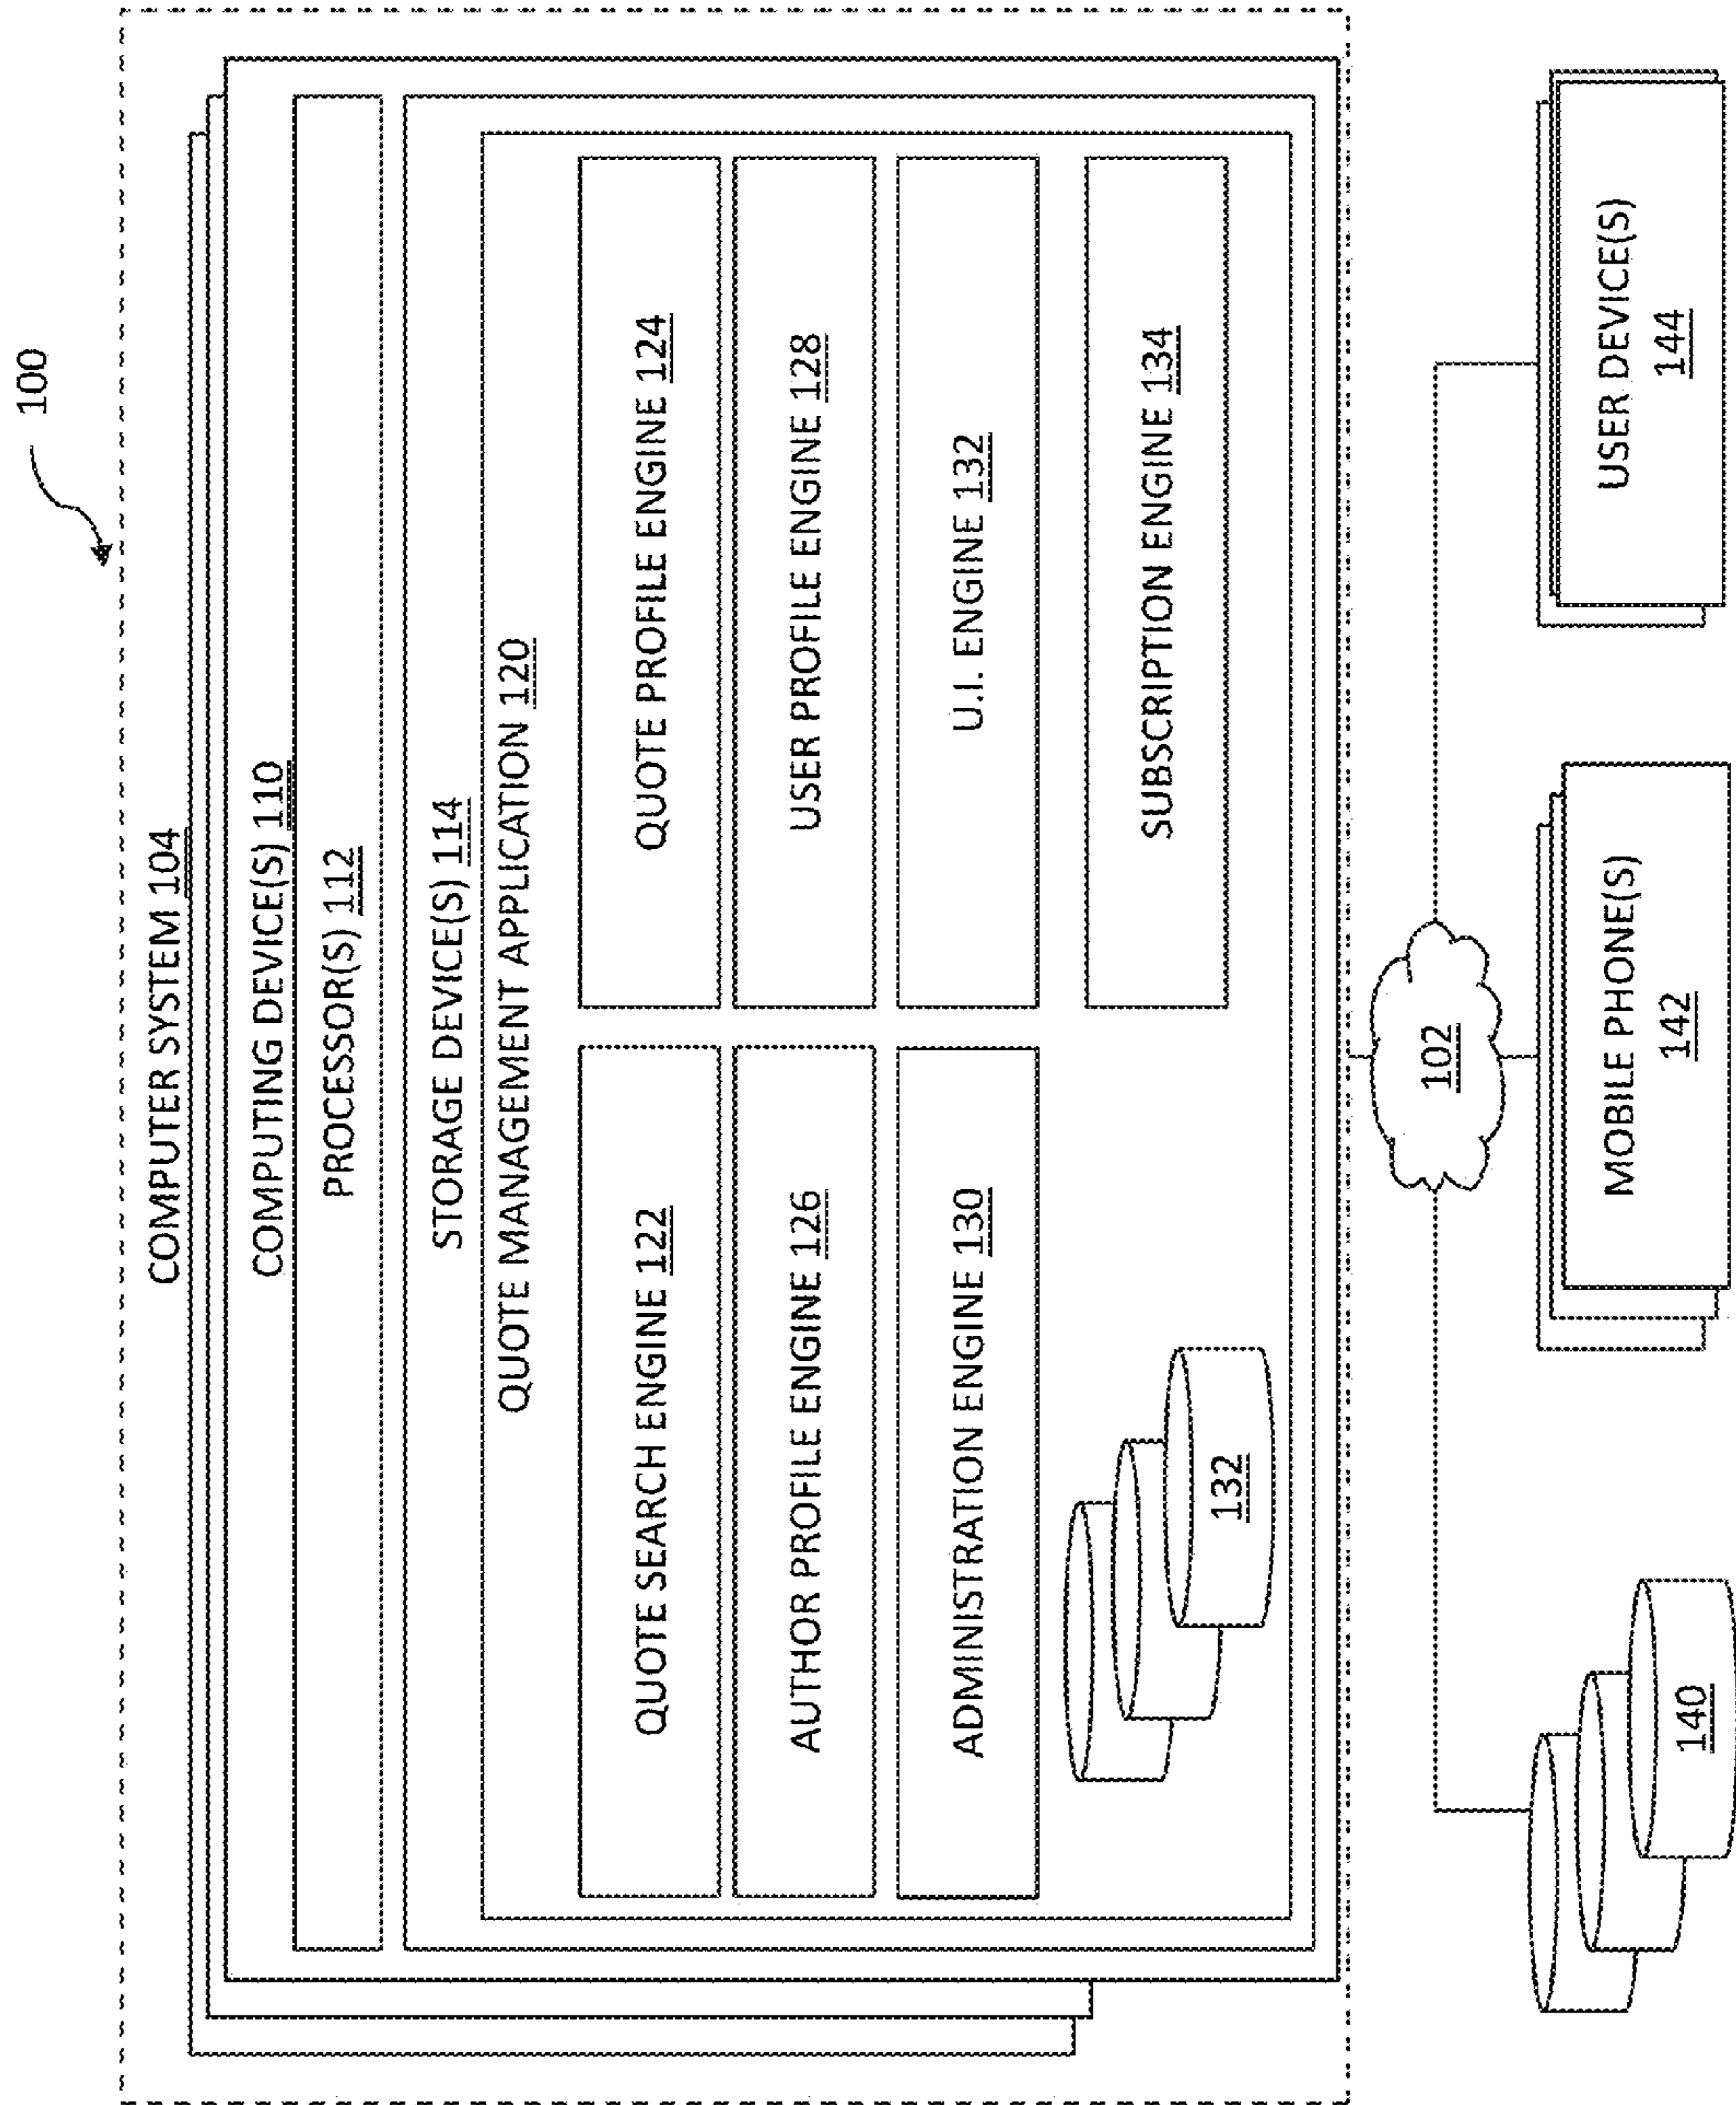 100
COMPUTER SYSTEM 104
COMPUTING DEVICE(S) 110
PROCESSOR(S) 112
STORAGE DEVICE(S) 114
QUOTE MANAGEMENT APPLICATION 120
QUOTE SEARCH ENGINE 122
QUOTE PROFILE ENGINE 124
AUTHOR PROFILE ENGINE 126
USER PROFILE ENGINE 128
ADMINISTRATION ENGINE 130
U.I. ENGINE 132
132
SUBSCRIPTION ENGINE 134
102
140
MOBILE PHONE(S)
142
USER DEVICE(S)
144